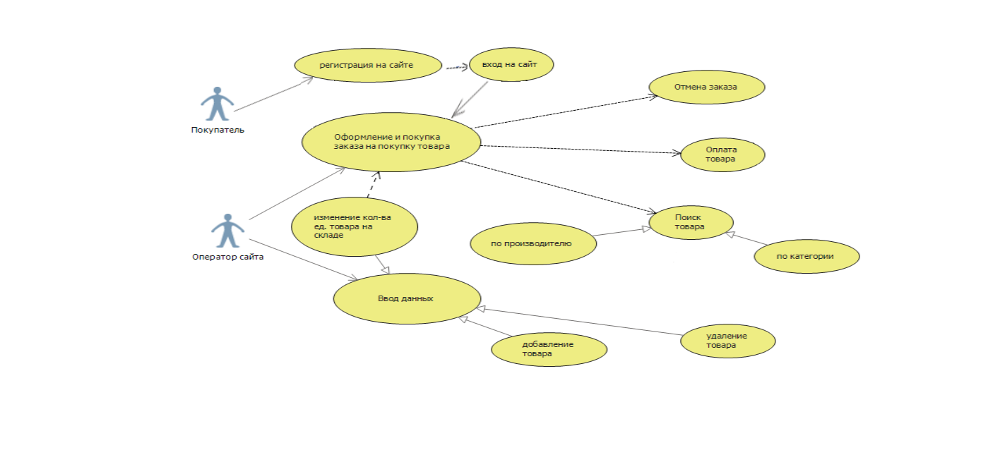 регистрация на сайте
вход на сайт
Отмена заказа
Покупатель
Оформление и покупка
заказа на покупку товара
Оплата
товара
изменение кол-ва
ед. товара на
складе
Поиск
товара
по производителю
Оператор сайта
по категории
Ввод данных
удаление
товара
добавление
товара